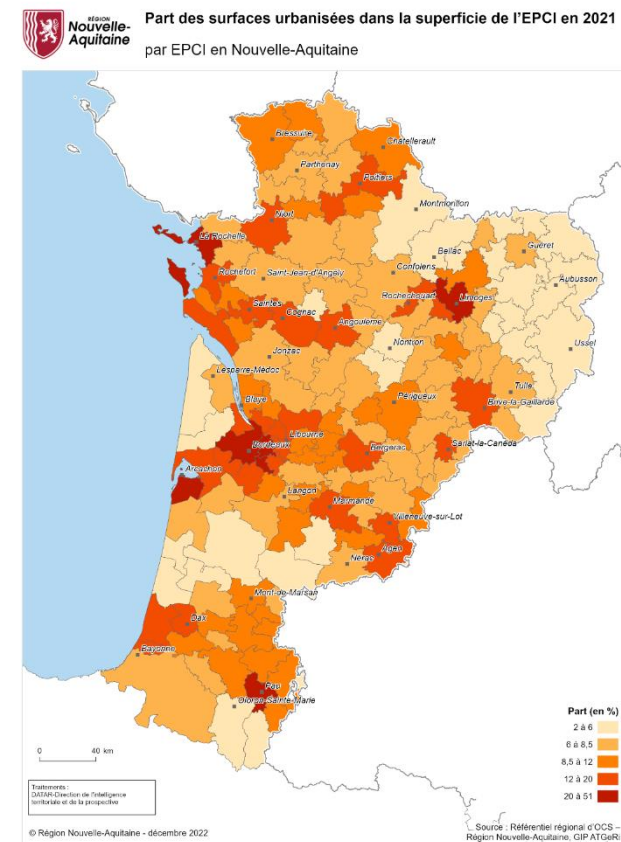 RÉGION
Nouvelle-
Aquitaine
Part des surfaces urbanisées dans la superficie de l'EPCI en 2021
par EPCI en Nouvelle-Aquitaine
Bressuire
Chatellerault
Parthenay
Poitiers
Montmorillon
Niort
La Rochelle
Bellac
Guéret
Rochefort
Saint-Jean-d'Angely
Confolens
Aubusson
Rochechouart
Limoges
Saintes
Cognac
Angoulême
Nontron
Ussel
Jonzac
Lesparre-Medoc
Tulle
Blaye
Périgueux
Brive-la-Gaillarde
Libourne
Bordeaux
Bergerac
Sarlat-la-Canéda
Arcachon
Langon
Marmande
Villeneuve-sur-Lot
Agen
Nérac
Mont-de-Marsan
Dax
Bayonne
Pau
Oloron-Sainte-Marie
Part (en %)
2 à 6
6 à 8,5
8,5 à 12
12 à 20
20 à 51
0 40 km
Traitements :
DATAR-Direction de l'intelligence
territoriale et de la prospective
© Région Nouvelle-Aquitaine - décembre 2022
Source : Référentiel régional d'OCS –
Région Nouvelle-Aquitaine, GIP ATGeRi